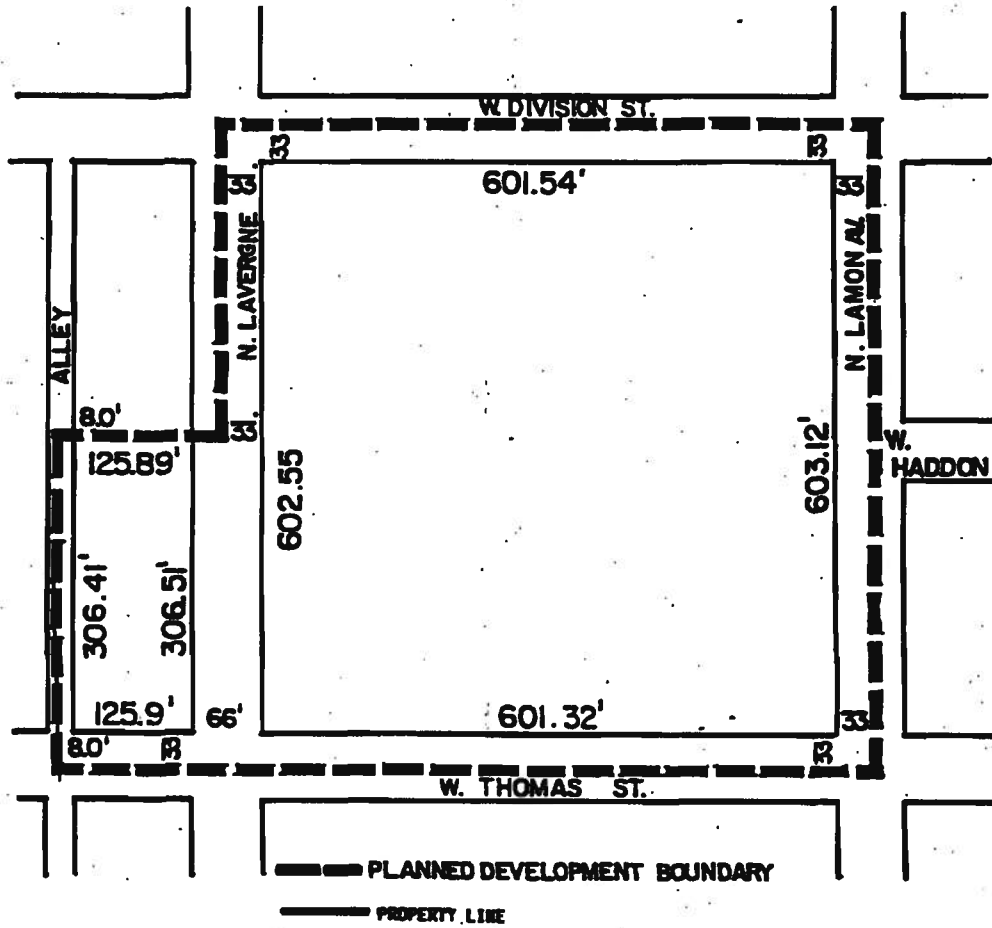 W. DIVISION ST.
33
33
601.54'
33
33
N. LAVERGNE
N. LAMON AV.
ALLEY
8.0'
33
125.89'
602.55
603.12'
W.
HADDON
306.41'
306.51'
125.9'
66'
601.32'
33
8.0'
33
33
W. THOMAS ST.
PLANNED DEVELOPMENT BOUNDARY
PROPERTY LINE